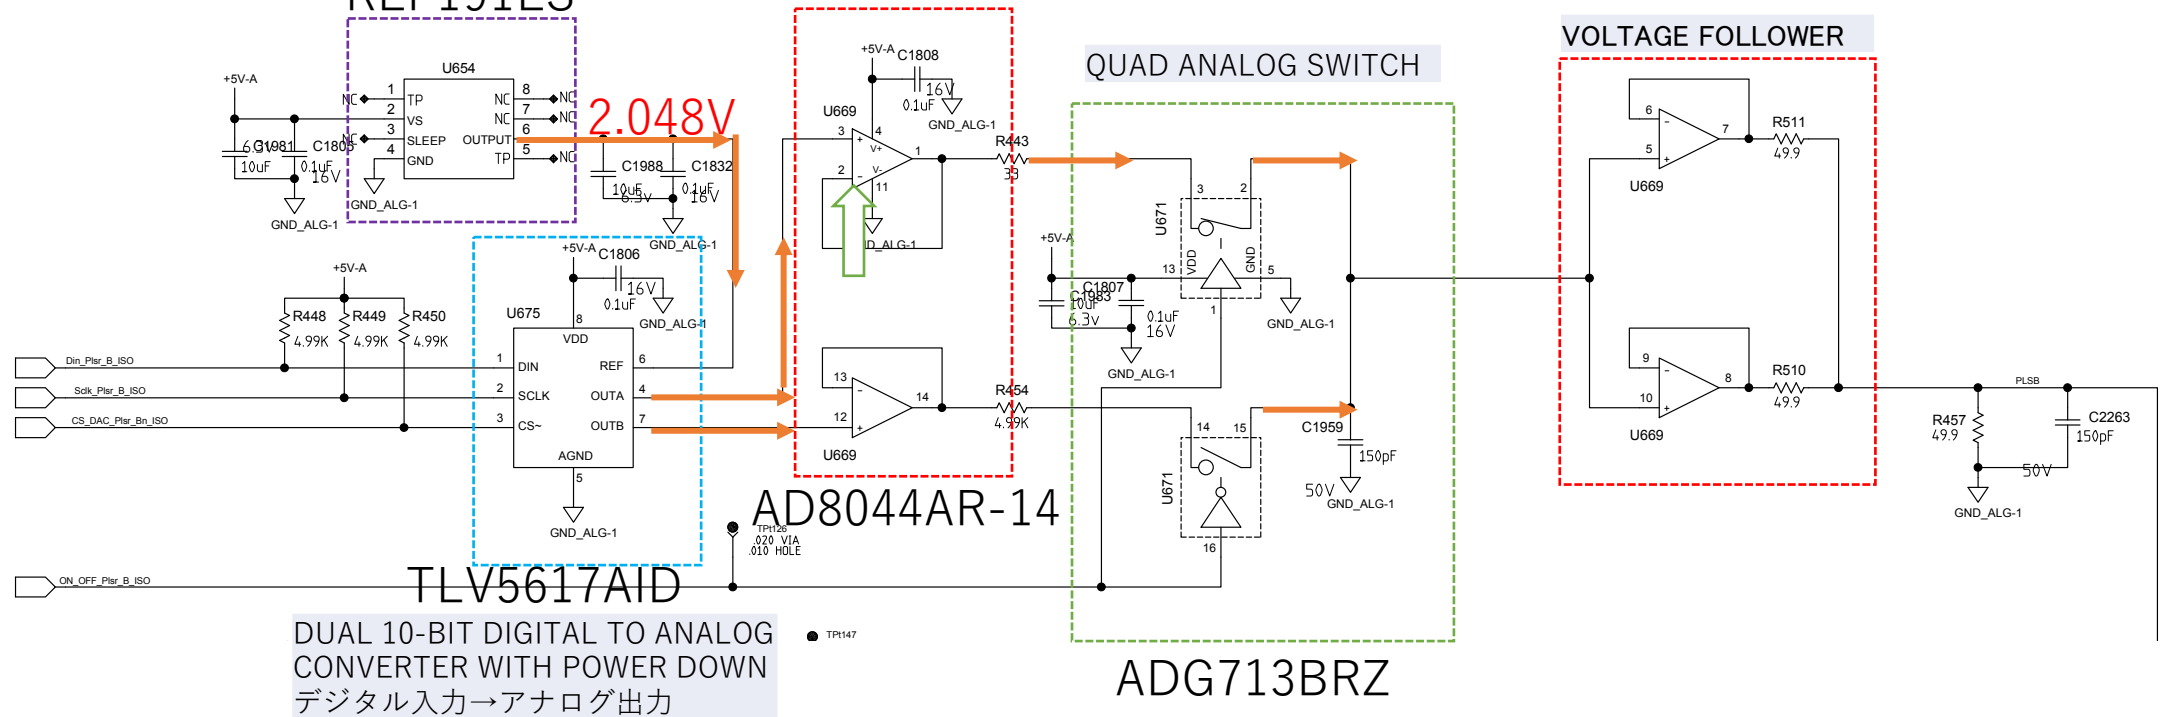 REF191ES
U654
+5V-A
NC 1 TP NC 8 NC
2 VS NC 7 NC
NC 3 SLEEP OUTPUT 6
4 GND TP 5 NC
2.048V
6.3V
C1981
C1805
10uF
0.1uF
16V
GND_ALG-1
GND_ALG-1
C1988
C1832
10uF
6.3v
0.1uF
16V
GND_ALG-1
+5V-A
R448
R449
R450
4.99K
4.99K
4.99K
+5V-A
C1806
16V
0.1uF
GND_ALG-1
U675
8
VDD
1 DIN REF 6
2 SCLK OUTA 4
3 CS~ OUTB 7
AGND
5
GND_ALG-1
Din_Plsr_B_ISO
Sclk_Plsr_B_ISO
CS_DAC_Plsr_Bn_ISO
ON_OFF_Plsr_B_ISO
TLV5617AID
DUAL 10-BIT DIGITAL TO ANALOG
CONVERTER WITH POWER DOWN
デジタル入力→アナログ出力
TPt126
.020 VIA
.010 HOLE
TPt147
+5V-A
C1808
16V
0.1uF
GND_ALG-1
U669
3 + 4
V+
1
2 - V-
11
GND_ALG-1
13 -
14
12 +
U669
AD8044AR-14
R443
33
R454
4.99K
QUAD ANALOG SWITCH
3 2
U671
+5V-A
13 VDD GND 5
C1807
C1983
10uF
6.3v
0.1uF
16V
1
GND_ALG-1
GND_ALG-1
14 15
U671
16
C1959
150pF
50V
GND_ALG-1
ADG713BRZ
VOLTAGE FOLLOWER
6 -
7
5 +
U669
R511
49.9
9 -
8
10 +
U669
R510
49.9
PLSB
R457
49.9
C2263
150pF
50V
GND_ALG-1